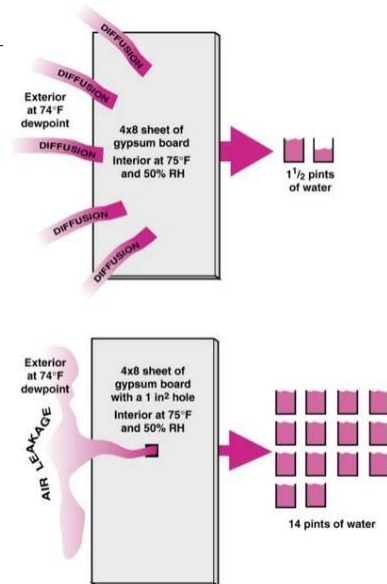 DIFFUSION
DIFFUSION
Exterior
at 74°F
dewpoint
DIFFUSION
DIFFUSION
DIFFUSION
4x8 sheet of
gypsum board
Interior at 75°F
and 50% RH
1 1/2 pints
of water
Exterior
at 74°F
dewpoint
AIR LEAKAGE
4x8 sheet of
gypsum board
with a 1 in² hole
Interior at 75°F
and 50% RH
14 pints of water